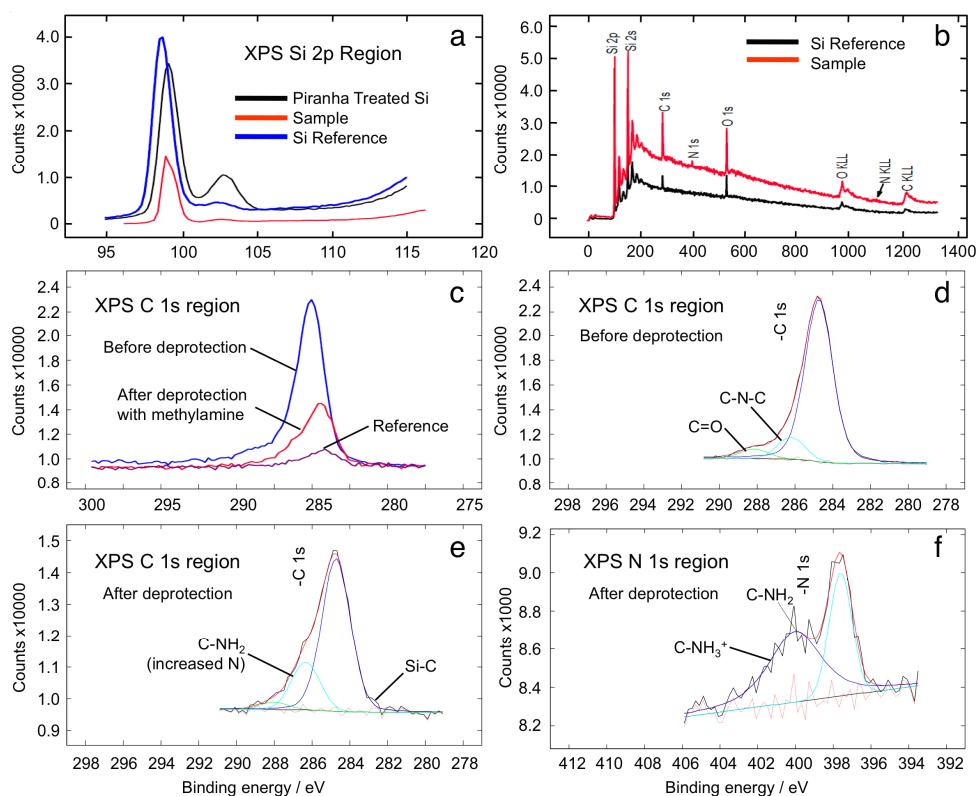 a
XPS Si 2p Region
Piranha Treated Si
Sample
Si Reference
Counts x10000
4.0
3.0
2.0
1.0
0
95 100 105 110 115 120
b
Si Reference
Sample
Si 2p
Si 2s
C 1s
N 1s
O 1s
O KLL
N KLL
C KLL
Counts x10000
6.0
5.0
4.0
3.0
2.0
1.0
0
0 200 400 600 800 1000 1200 1400
c
XPS C 1s region
Before deprotection
After deprotection
with methylamine
Reference
Counts x10000
2.4
2.2
2.0
1.8
1.6
1.4
1.2
1.0
0.8
300 295 290 285 280 275
d
XPS C 1s region
Before deprotection
-C 1s
C-N-C
C=O
Counts x10000
2.4
2.2
2.0
1.8
1.6
1.4
1.2
1.0
0.8
298 296 294 292 290 288 286 284 282 280 278
e
XPS C 1s region
After deprotection
-C 1s
C-NH2
(increased N)
Si-C
Counts x10000
1.5
1.4
1.3
1.2
1.1
1.0
0.9
298 296 294 292 290 288 286 284 282 280 278
Binding energy / eV
f
XPS N 1s region
After deprotection
-N 1s
C-NH2
C-NH3+
Counts x1000
9.2
9.0
8.8
8.6
8.4
8.2
412 410 408 406 404 402 400 398 396 394 392
Binding energy / eV